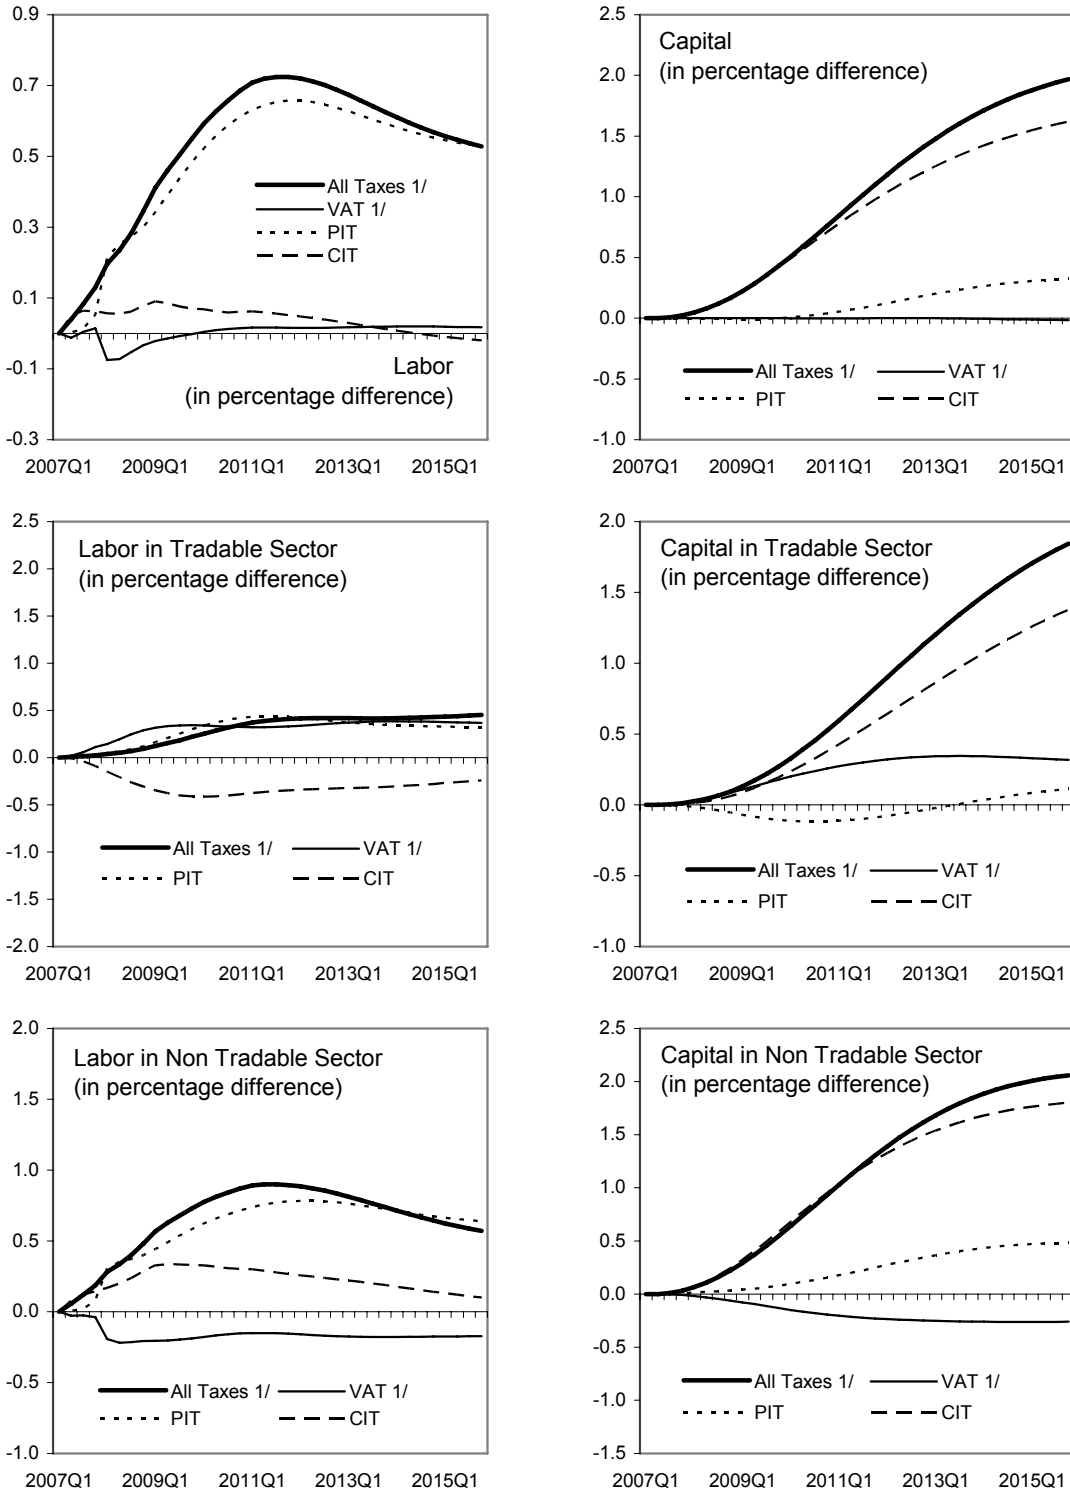 0.9
0.7
0.5
0.3
0.1
-0.1
-0.3
All Taxes 1/
VAT 1/
PIT
CIT
Labor
(in percentage difference)
2007Q1 2009Q1 2011Q1 2013Q1 2015Q1
2.5
2.0
1.5
1.0
0.5
0.0
-0.5
-1.0
Capital
(in percentage difference)
All Taxes 1/ VAT 1/
PIT CIT
2007Q1 2009Q1 2011Q1 2013Q1 2015Q1
2.5
2.0
1.5
1.0
0.5
0.0
-0.5
-1.0
-1.5
-2.0
Labor in Tradable Sector
(in percentage difference)
All Taxes 1/ VAT 1/
PIT CIT
2007Q1 2009Q1 2011Q1 2013Q1 2015Q1
2.0
1.5
1.0
0.5
0.0
-0.5
-1.0
Capital in Tradable Sector
(in percentage difference)
All Taxes 1/ VAT 1/
PIT CIT
2007Q1 2009Q1 2011Q1 2013Q1 2015Q1
2.0
1.5
1.0
0.5
0.0
-0.5
-1.0
Labor in Non Tradable Sector
(in percentage difference)
All Taxes 1/ VAT 1/
PIT CIT
2007Q1 2009Q1 2011Q1 2013Q1 2015Q1
2.5
2.0
1.5
1.0
0.5
0.0
-0.5
-1.0
-1.5
Capital in Non Tradable Sector
(in percentage difference)
All Taxes 1/ VAT 1/
PIT CIT
2007Q1 2009Q1 2011Q1 2013Q1 2015Q1